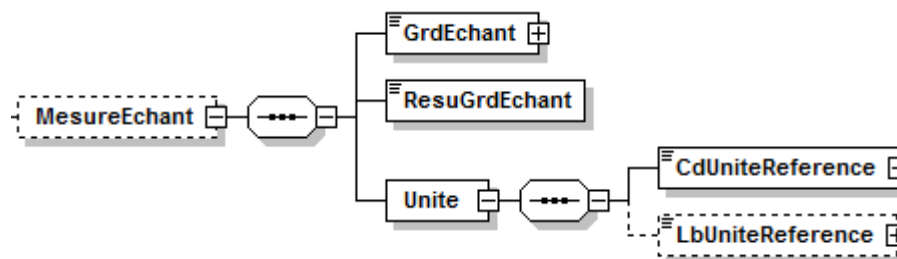 GrdEchant
ResuGrdEchant
MesureEchant
CdUniteReference
Unite
LbUniteReference